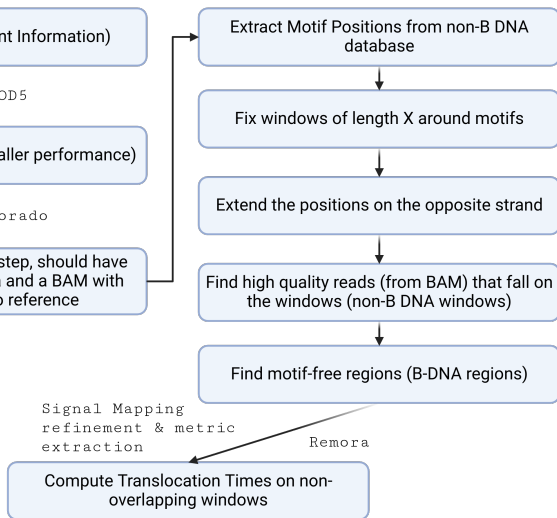 nt Information)
OD5
aller performance)
orado
step, should have
and a BAM with
reference
Extract Motif Positions from non-B DNA
database
Fix windows of length X around motifs
Extend the positions on the opposite strand
Find high quality reads (from BAM) that fall on
the windows (non-B DNA windows)
Find motif-free regions (B-DNA regions)
Signal Mapping
refinement & metric
extraction
Remora
Compute Translocation Times on non-
overlapping windows